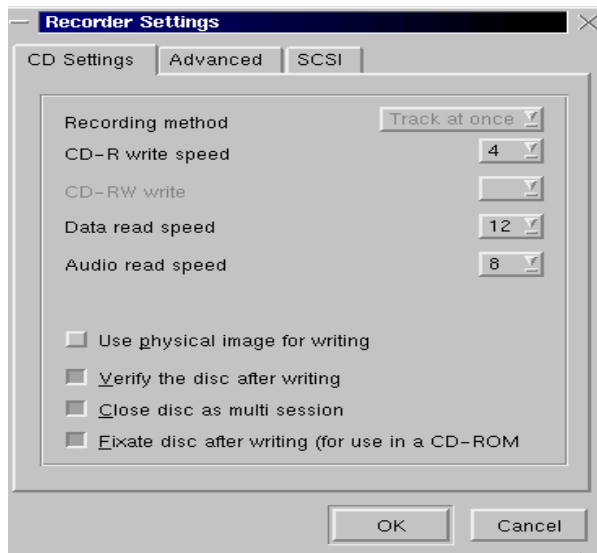 Recorder Settings
CD Settings Advanced SCSI
Recording method Track at once
CD-R write speed 4
CD-RW write
Data read speed 12
Audio read speed 8
Use physical image for writing
Verify the disc after writing
Close disc as multi session
Fixate disc after writing (for use in a CD-ROM
OK Cancel